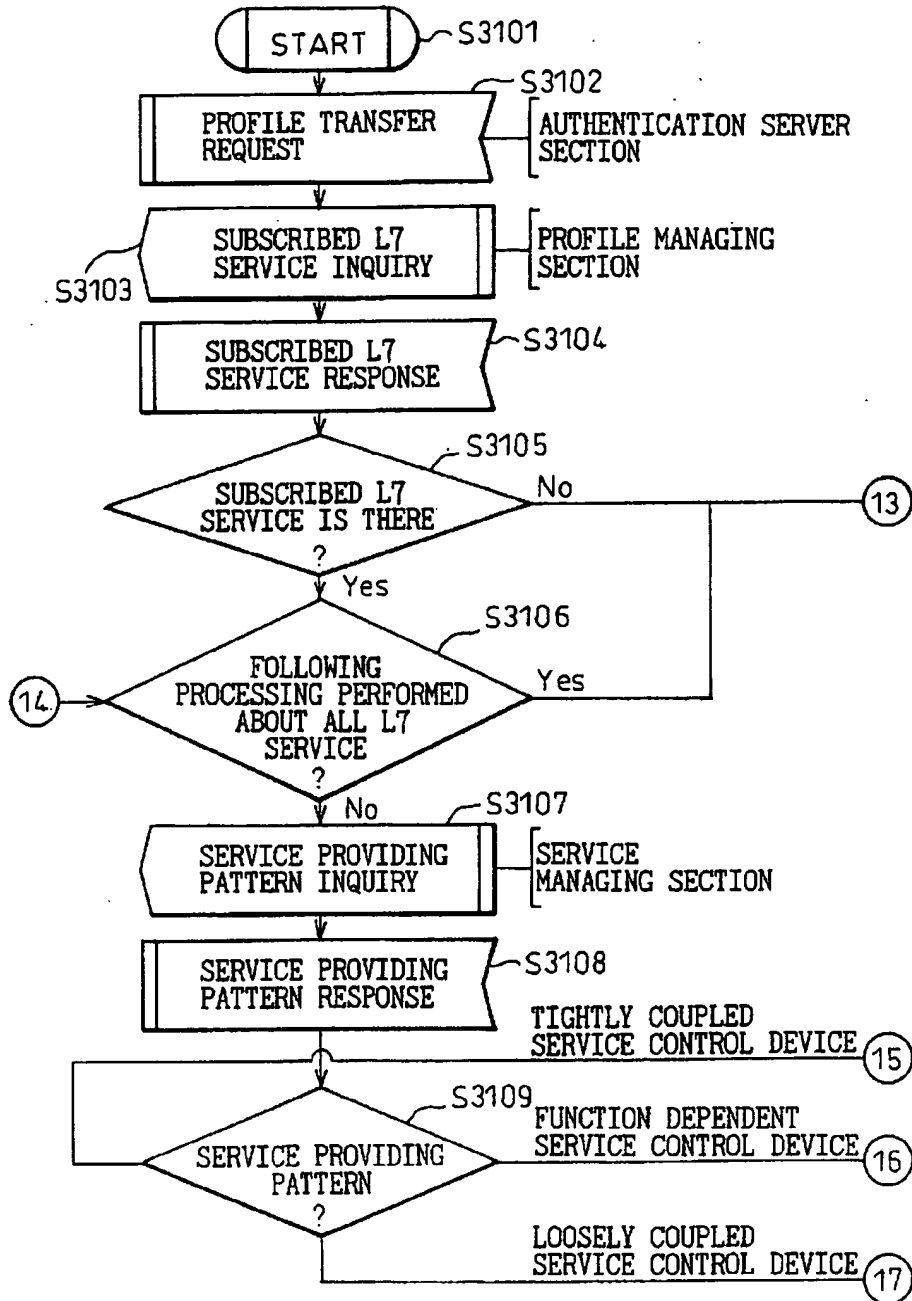 START
S3101
S3102
PROFILE TRANSFER
REQUEST
AUTHENTICATION SERVER
SECTION
S3103
SUBSCRIBED L7
SERVICE INQUIRY
PROFILE MANAGING
SECTION
SUBSCRIBED L7
SERVICE RESPONSE
S3104
S3105
SUBSCRIBED L7
SERVICE IS THERE
?
No
13
Yes
S3106
14
FOLLOWING
PROCESSING PERFORMED
ABOUT ALL L7
SERVICE
?
Yes
No
S3107
SERVICE PROVIDING
PATTERN INQUIRY
SERVICE
MANAGING SECTION
SERVICE PROVIDING
PATTERN RESPONSE
S3108
TIGHTLY COUPLED
SERVICE CONTROL DEVICE
15
S3109
SERVICE PROVIDING
PATTERN
?
FUNCTION DEPENDENT
SERVICE CONTROL DEVICE
16
LOOSELY COUPLED
SERVICE CONTROL DEVICE
17